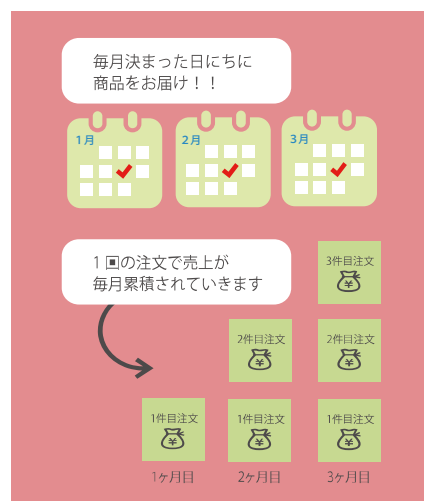 毎月決まった日にちに
商品をお届け！！
1月
2月
3月
1回の注文で売上が
毎月累積されていきます
3件目注文
¥
2件目注文
2件目注文
¥
¥
1件目注文
1件目注文
1件目注文
¥
¥
¥
1ヶ月目
2ヶ月目
3ヶ月目